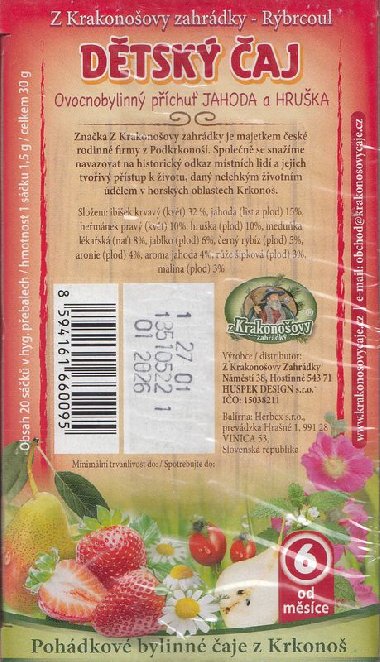 Z Krakonošovy zahrádky - Rýbrcoul
DĚTSKÝ ČAJ
Ovocnobylinný příchuť JAHODA a HRUŠKA
Značka Z Krakonošovy zahrádky je majetkem české
rodinné firmy z Podkrkonoší. Společně se snažíme
navazovat na historický odkaz místních lidí a jejich
tvořivý přístup k životu, daný nelehkým životním
údělem v horských oblastech Krkonoš.
Složení: ibišek krvavý (květ) 32 %, jahoda (list a plod) 15%,
heřmánek pravý (květ) 10%, hruška (plod) 10%, meduňka
lékařská (nať) 8%, jablko (plod) 6%, černý rybíz (plod) 5%,
aronie (plod) 4%, aroma jahoda 4%, růže šípková (plod) 3%,
malina (plod) 3%
Obsah 20 sáčků v hyg. přebalech / hmotnost 1 sáčku 1,5 g / celkem 30 g
www.krakonosovycaje.cz / e-mail: obchod@krakonosovycaje.cz
8 594161 660095
1 27 01
13510522 1
01 2026
z Krakonošovy
zahrádky
Výrobce / distributor:
Z Krakonošovy Zahrádky
Náměstí 38, Hostinné 543 71
HUSPEK DESIGN s.r.o.
IČO: 15038211
Balírna: Herbex s.r.o.,
prevádzka Hrašné 1, 991 28
VINICA 53,
Slovenská republika
Minimální trvanlivost do: / Spotřebujte do:
6
od
měsíce
Pohádkové bylinné čaje z Krkonoš